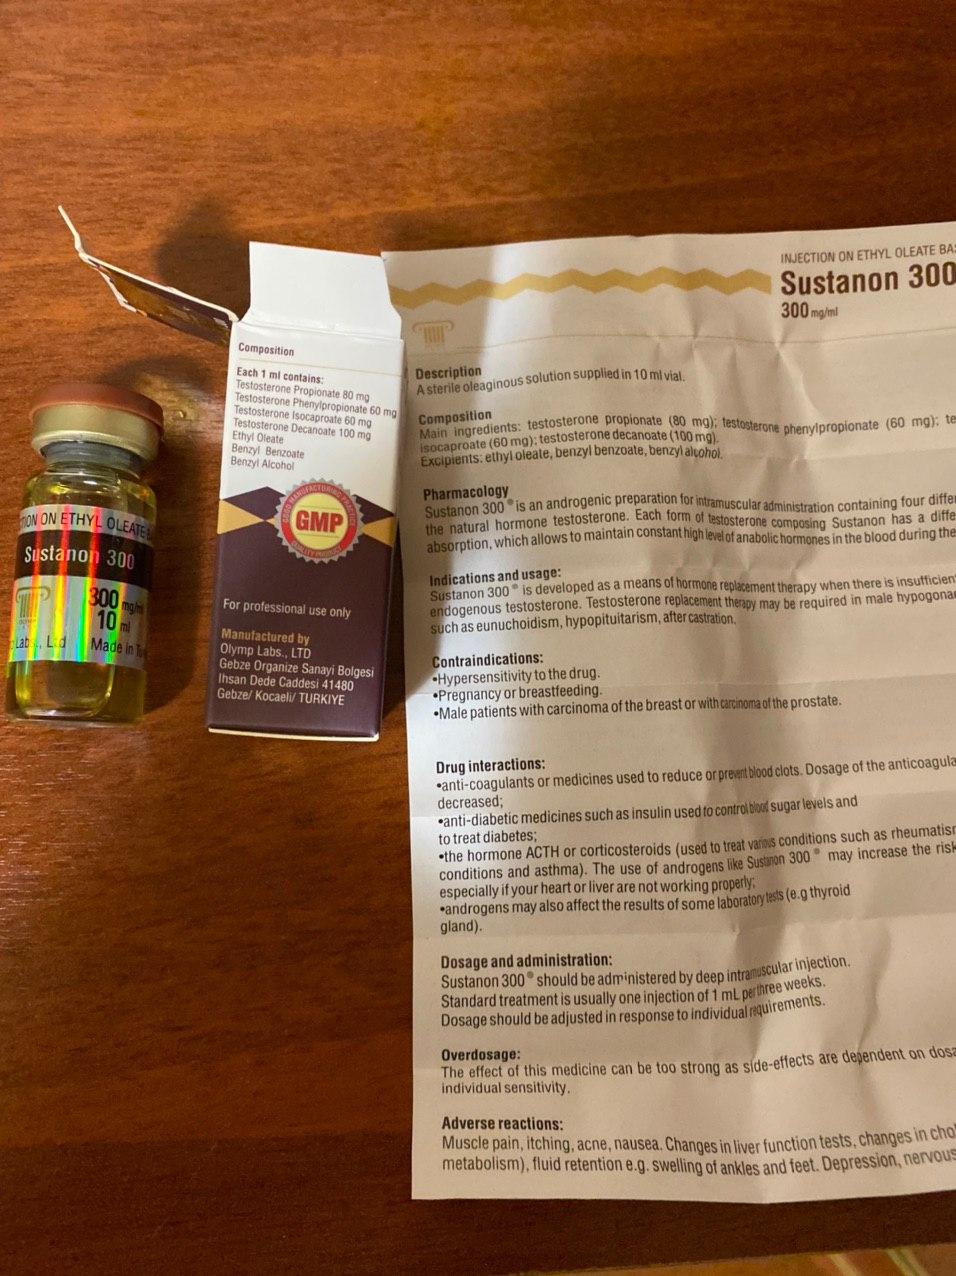 TION ON ETHYL OLEATE
Sustanon 300
300 mg/ml
10 ml
Labs., Ltd Made in
Composition
Each 1 ml contains:
Testosterone Propionate 80 mg
Testosterone Phenylpropionate 60 mg
Testosterone Isocaproate 60 mg
Testosterone Decanoate 100 mg
Ethyl Oleate
Benzyl Benzoate
Benzyl Alcohol
GOOD MANUFACTURING PRACTICE
GMP
QUALITY PRODUCT
For professional use only
Manufactured by
Olymp Labs., LTD
Gebze Organize Sanayi Bolgesi
Ihsan Dede Caddesi 41480
Gebze/ Kocaeli/ TURKIYE
INJECTION ON ETHYL OLEATE BA
Sustanon 300
300 mg/ml
Description
A sterile oleaginous solution supplied in 10 ml vial.
Composition
Main ingredients: testosterone propionate (80 mg); testosterone phenylpropionate (60 mg); te
isocaproate (60 mg); testosterone decanoate (100 mg).
Excipients: ethyl oleate, benzyl benzoate, benzyl alcohol.
Pharmacology
Sustanon 300® is an androgenic preparation for intramuscular administration containing four diffe
the natural hormone testosterone. Each form of testosterone composing Sustanon has a diffe
absorption, which allows to maintain constant high level of anabolic hormones in the blood during the
Indications and usage:
Sustanon 300® is developed as a means of hormone replacement therapy when there is insufficien
endogenous testosterone. Testosterone replacement therapy may be required in male hypogona
such as eunuchoidism, hypopituitarism, after castration.
Contraindications:
•Hypersensitivity to the drug.
•Pregnancy or breastfeeding.
•Male patients with carcinoma of the breast or with carcinoma of the prostate.
Drug interactions:
•anti-coagulants or medicines used to reduce or prevent blood clots. Dosage of the anticoagula
decreased;
•anti-diabetic medicines such as insulin used to control blood sugar levels and
to treat diabetes;
•the hormone ACTH or corticosteroids (used to treat various conditions such as rheumatis
conditions and asthma). The use of androgens like Sustanon 300® may increase the risk
especially if your heart or liver are not working properly;
•androgens may also affect the results of some laboratory tests (e.g thyroid
gland).
Dosage and administration:
Sustanon 300® should be administered by deep intramuscular injection.
Standard treatment is usually one injection of 1 mL per three weeks.
Dosage should be adjusted in response to individual requirements.
Overdosage:
The effect of this medicine can be too strong as side-effects are dependent on dosa
individual sensitivity.
Adverse reactions:
Muscle pain, itching, acne, nausea. Changes in liver function tests, changes in cho
metabolism), fluid retention e.g. swelling of ankles and feet. Depression, nervous